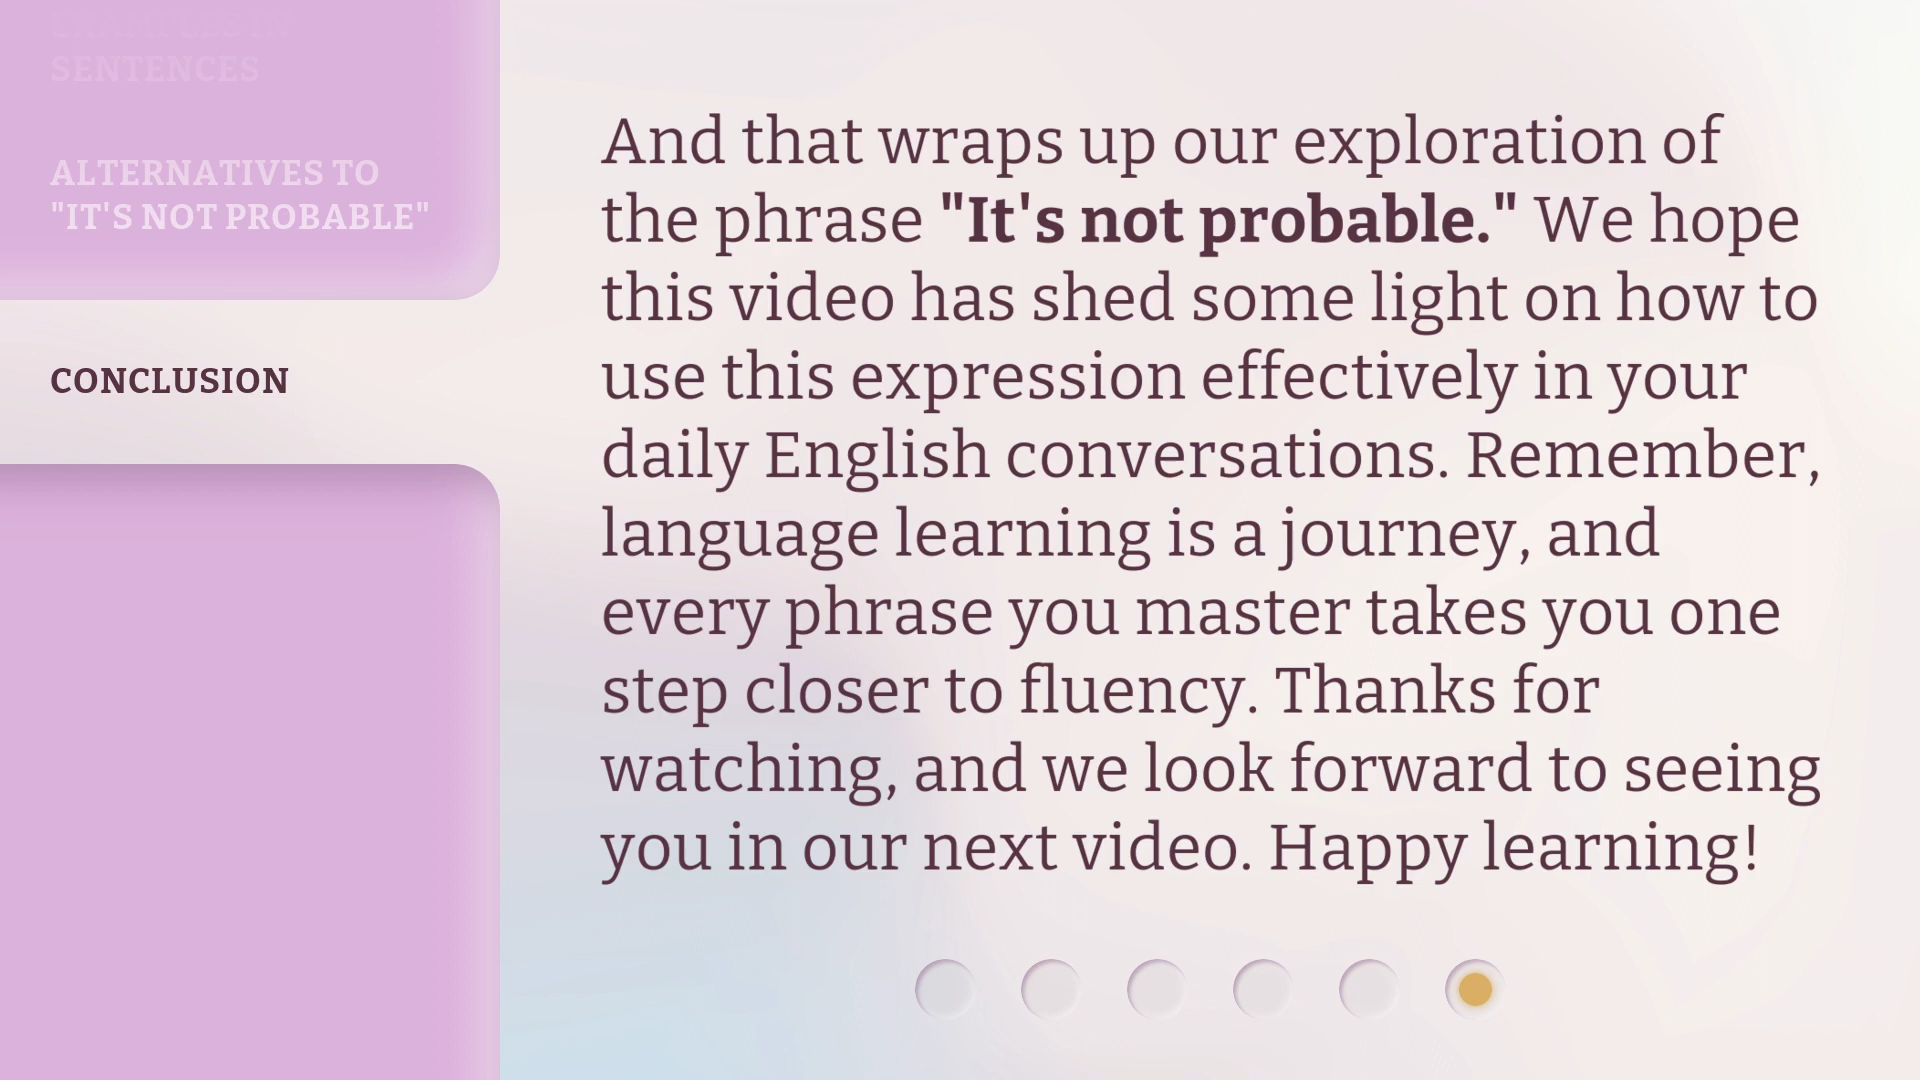 EXAMPLES IN
SENTENCES
ALTERNATIVES TO
"IT'S NOT PROBABLE"
CONCLUSION
And that wraps up our exploration of
the phrase "It's not probable." We hope
this video has shed some light on how to
use this expression effectively in your
daily English conversations. Remember,
language learning is a journey, and
every phrase you master takes you one
step closer to fluency. Thanks for
watching, and we look forward to seeing
you in our next video. Happy learning!